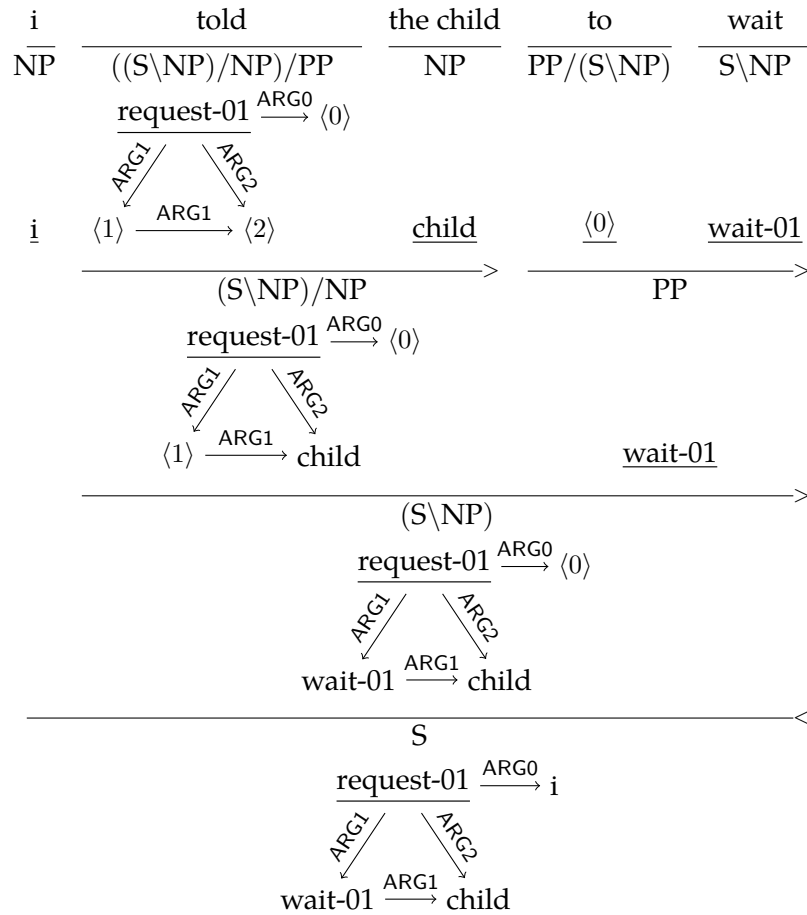 i told the child to wait
NP ((S\NP)/NP)/PP NP PP/(S\NP) S\NP
request-01 ARG0 ⟨0⟩
ARG1 ARG2
i ⟨1⟩ ARG1 ⟨2⟩ child ⟨0⟩ wait-01
> >
(S\NP)/NP PP
request-01 ARG0 ⟨0⟩
ARG1 ARG2
⟨1⟩ ARG1 child wait-01
>
(S\NP)
request-01 ARG0 ⟨0⟩
ARG1 ARG2
wait-01 ARG1 child
<
S
request-01 ARG0 i
ARG1 ARG2
wait-01 ARG1 child